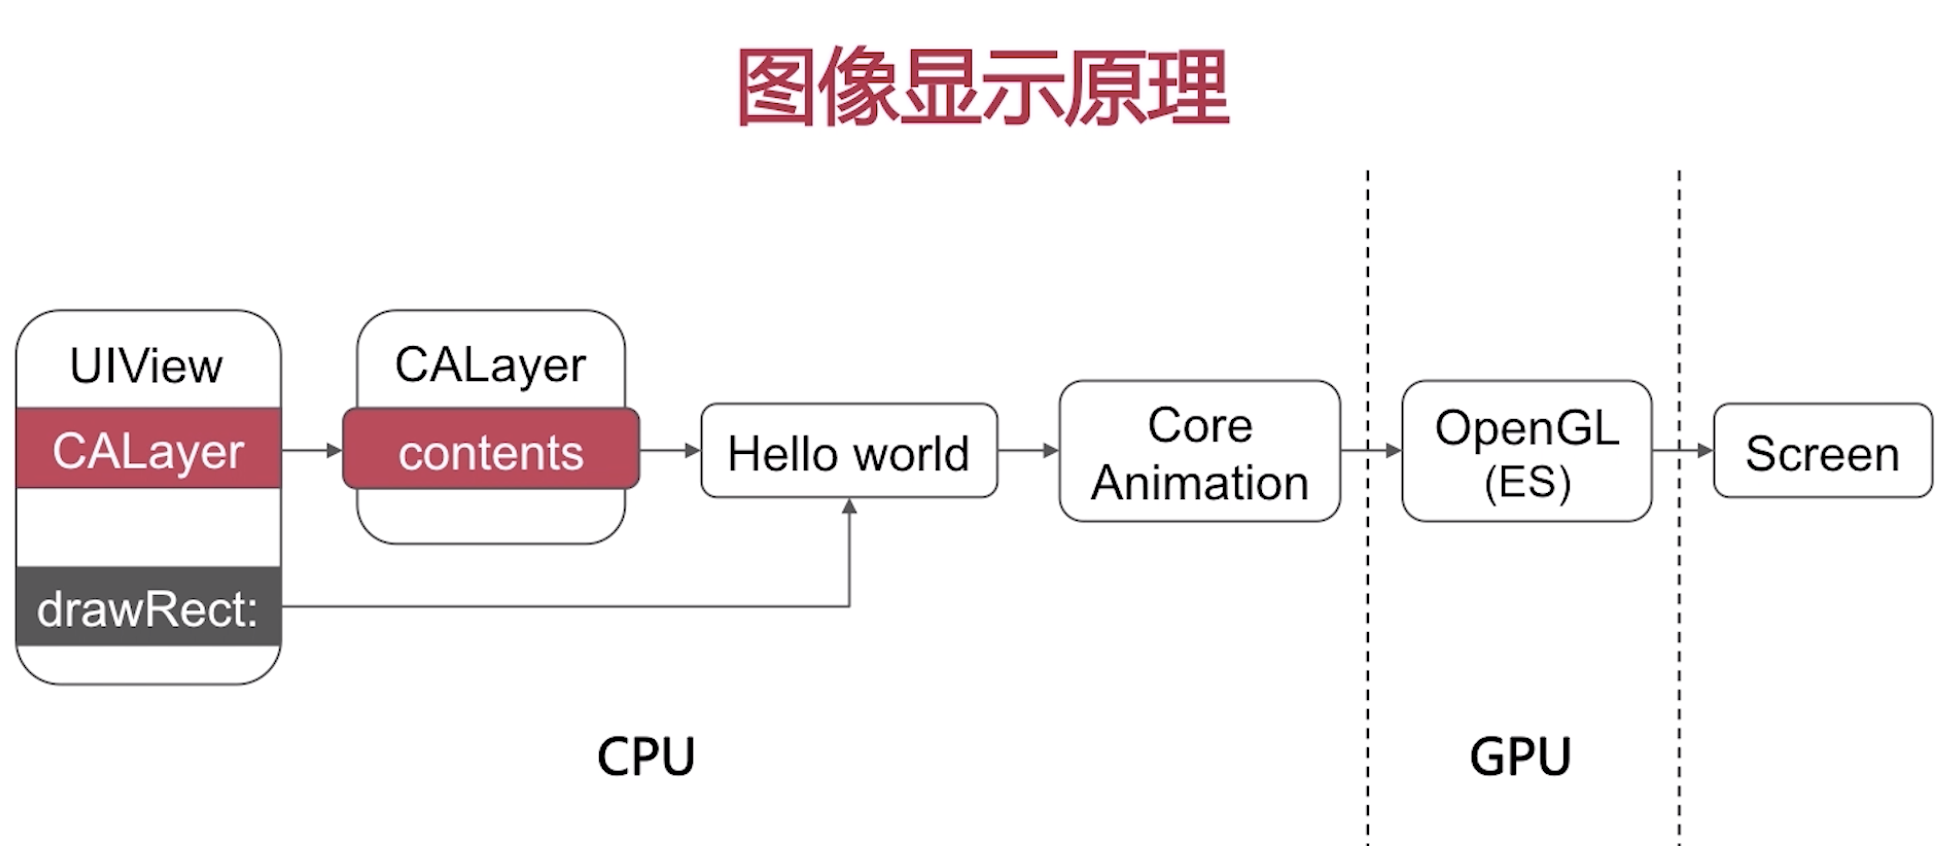 图像显示原理
UIView
CALayer
drawRect:
CALayer
contents
Hello world
Core
Animation
OpenGL
(ES)
Screen
CPU
GPU